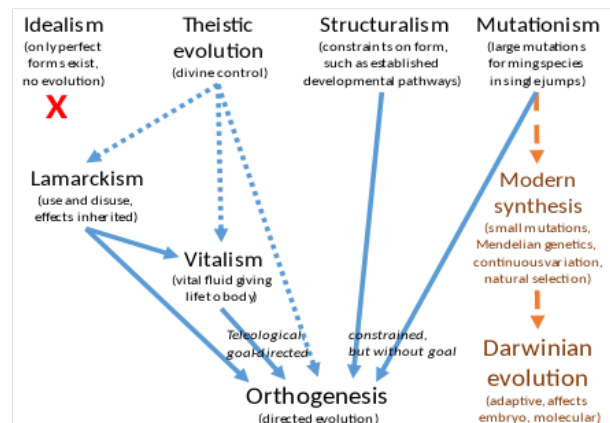 Idealism
(only perfect
forms exist,
no evolution)
X
Theistic
evolution
(divine control)
Structuralism
(constraints on form,
such as established
developmental pathways)
Mutationism
(large mutations
forming species
in single jumps)
Lamarckism
(use and disuse,
effects inherited)
Vitalism
(vital fluid giving
life to body)
Modern
synthesis
(small mutations,
Mendelian genetics,
continuous variation,
natural selection)
Teleological
goal-directed
constrained,
but without goal
Orthogenesis
(directed evolution)
Darwinian
evolution
(adaptive, affects
embryo, molecular)